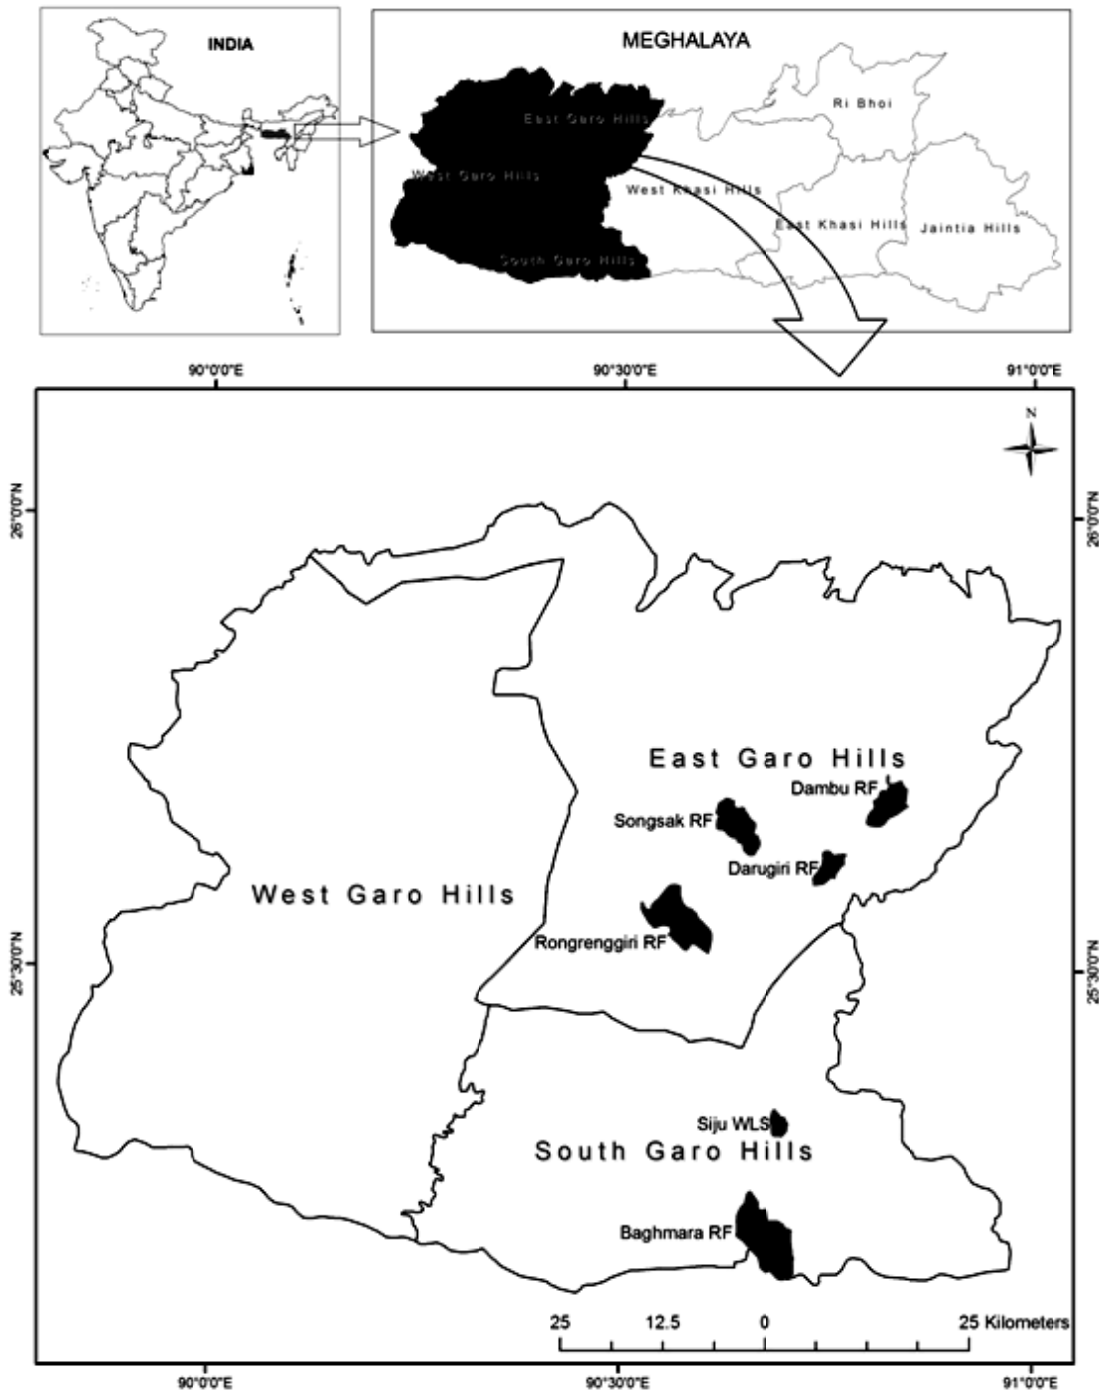 INDIA
MEGHALAYA
Ri Bhoi
East Garo Hills
West Garo Hills
West Khasi Hills
East Khasi Hills
Jaintia Hills
South Garo Hills
90°0'0"E
90°30'0"E
91°0'0"E
N
26°0'0"N
26°0'0"N
East Garo Hills
Dambu RF
Songsak RF
Darugiri RF
West Garo Hills
Rongrenggiri RF
25°30'0"N
25°30'0"N
Siju WLS
South Garo Hills
Baghmara RF
25 12.5 0 25 Kilometers
90°0'0"E
90°30'0"E
91°0'0"E